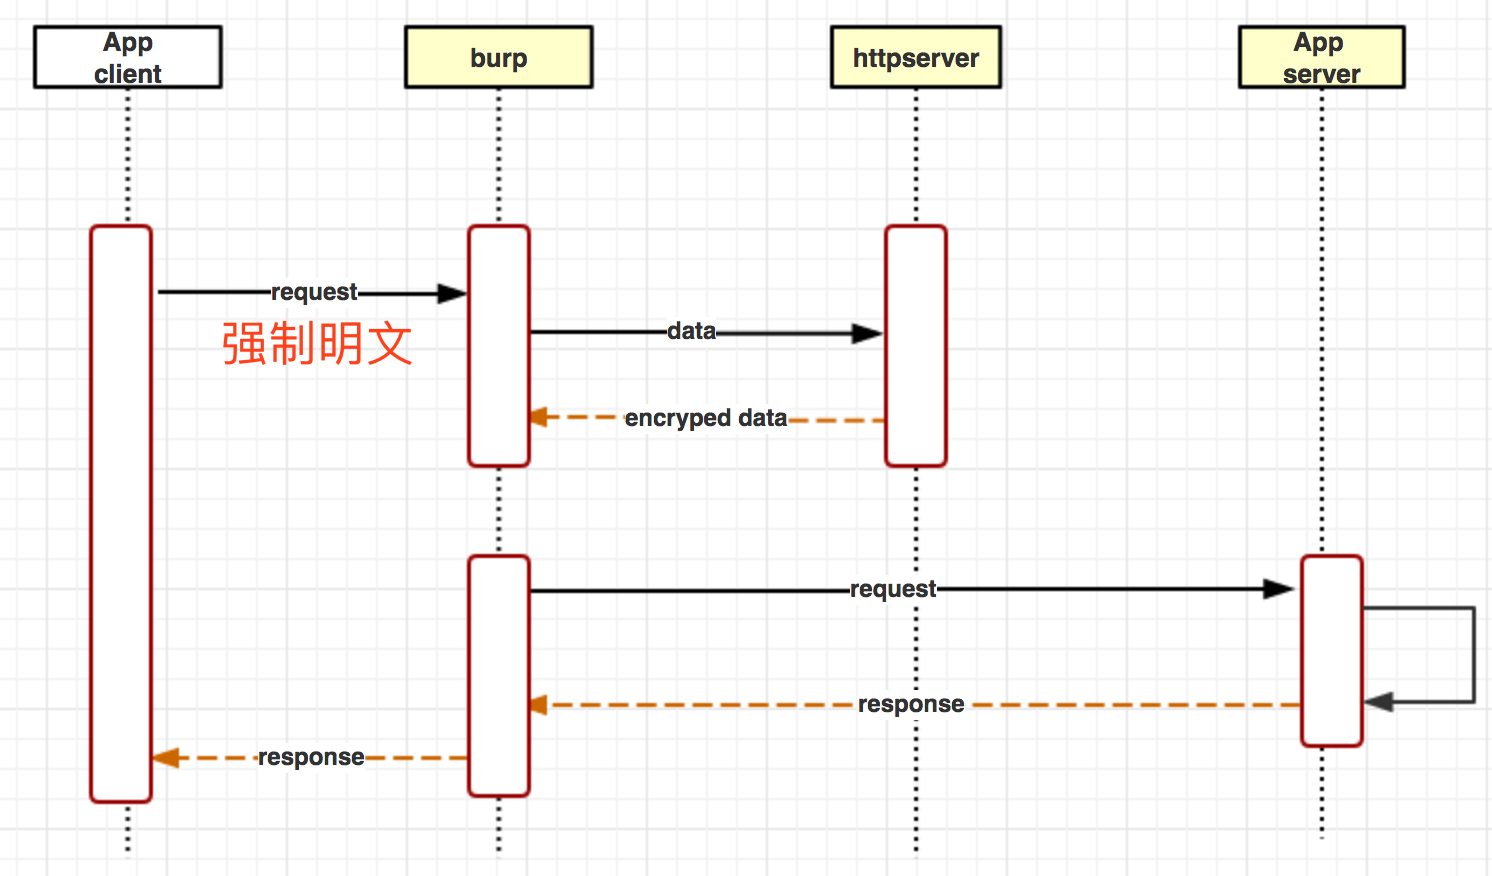 App
client
burp
httpserver
App
server
request
强制明文
data
encryped data
request
response
response